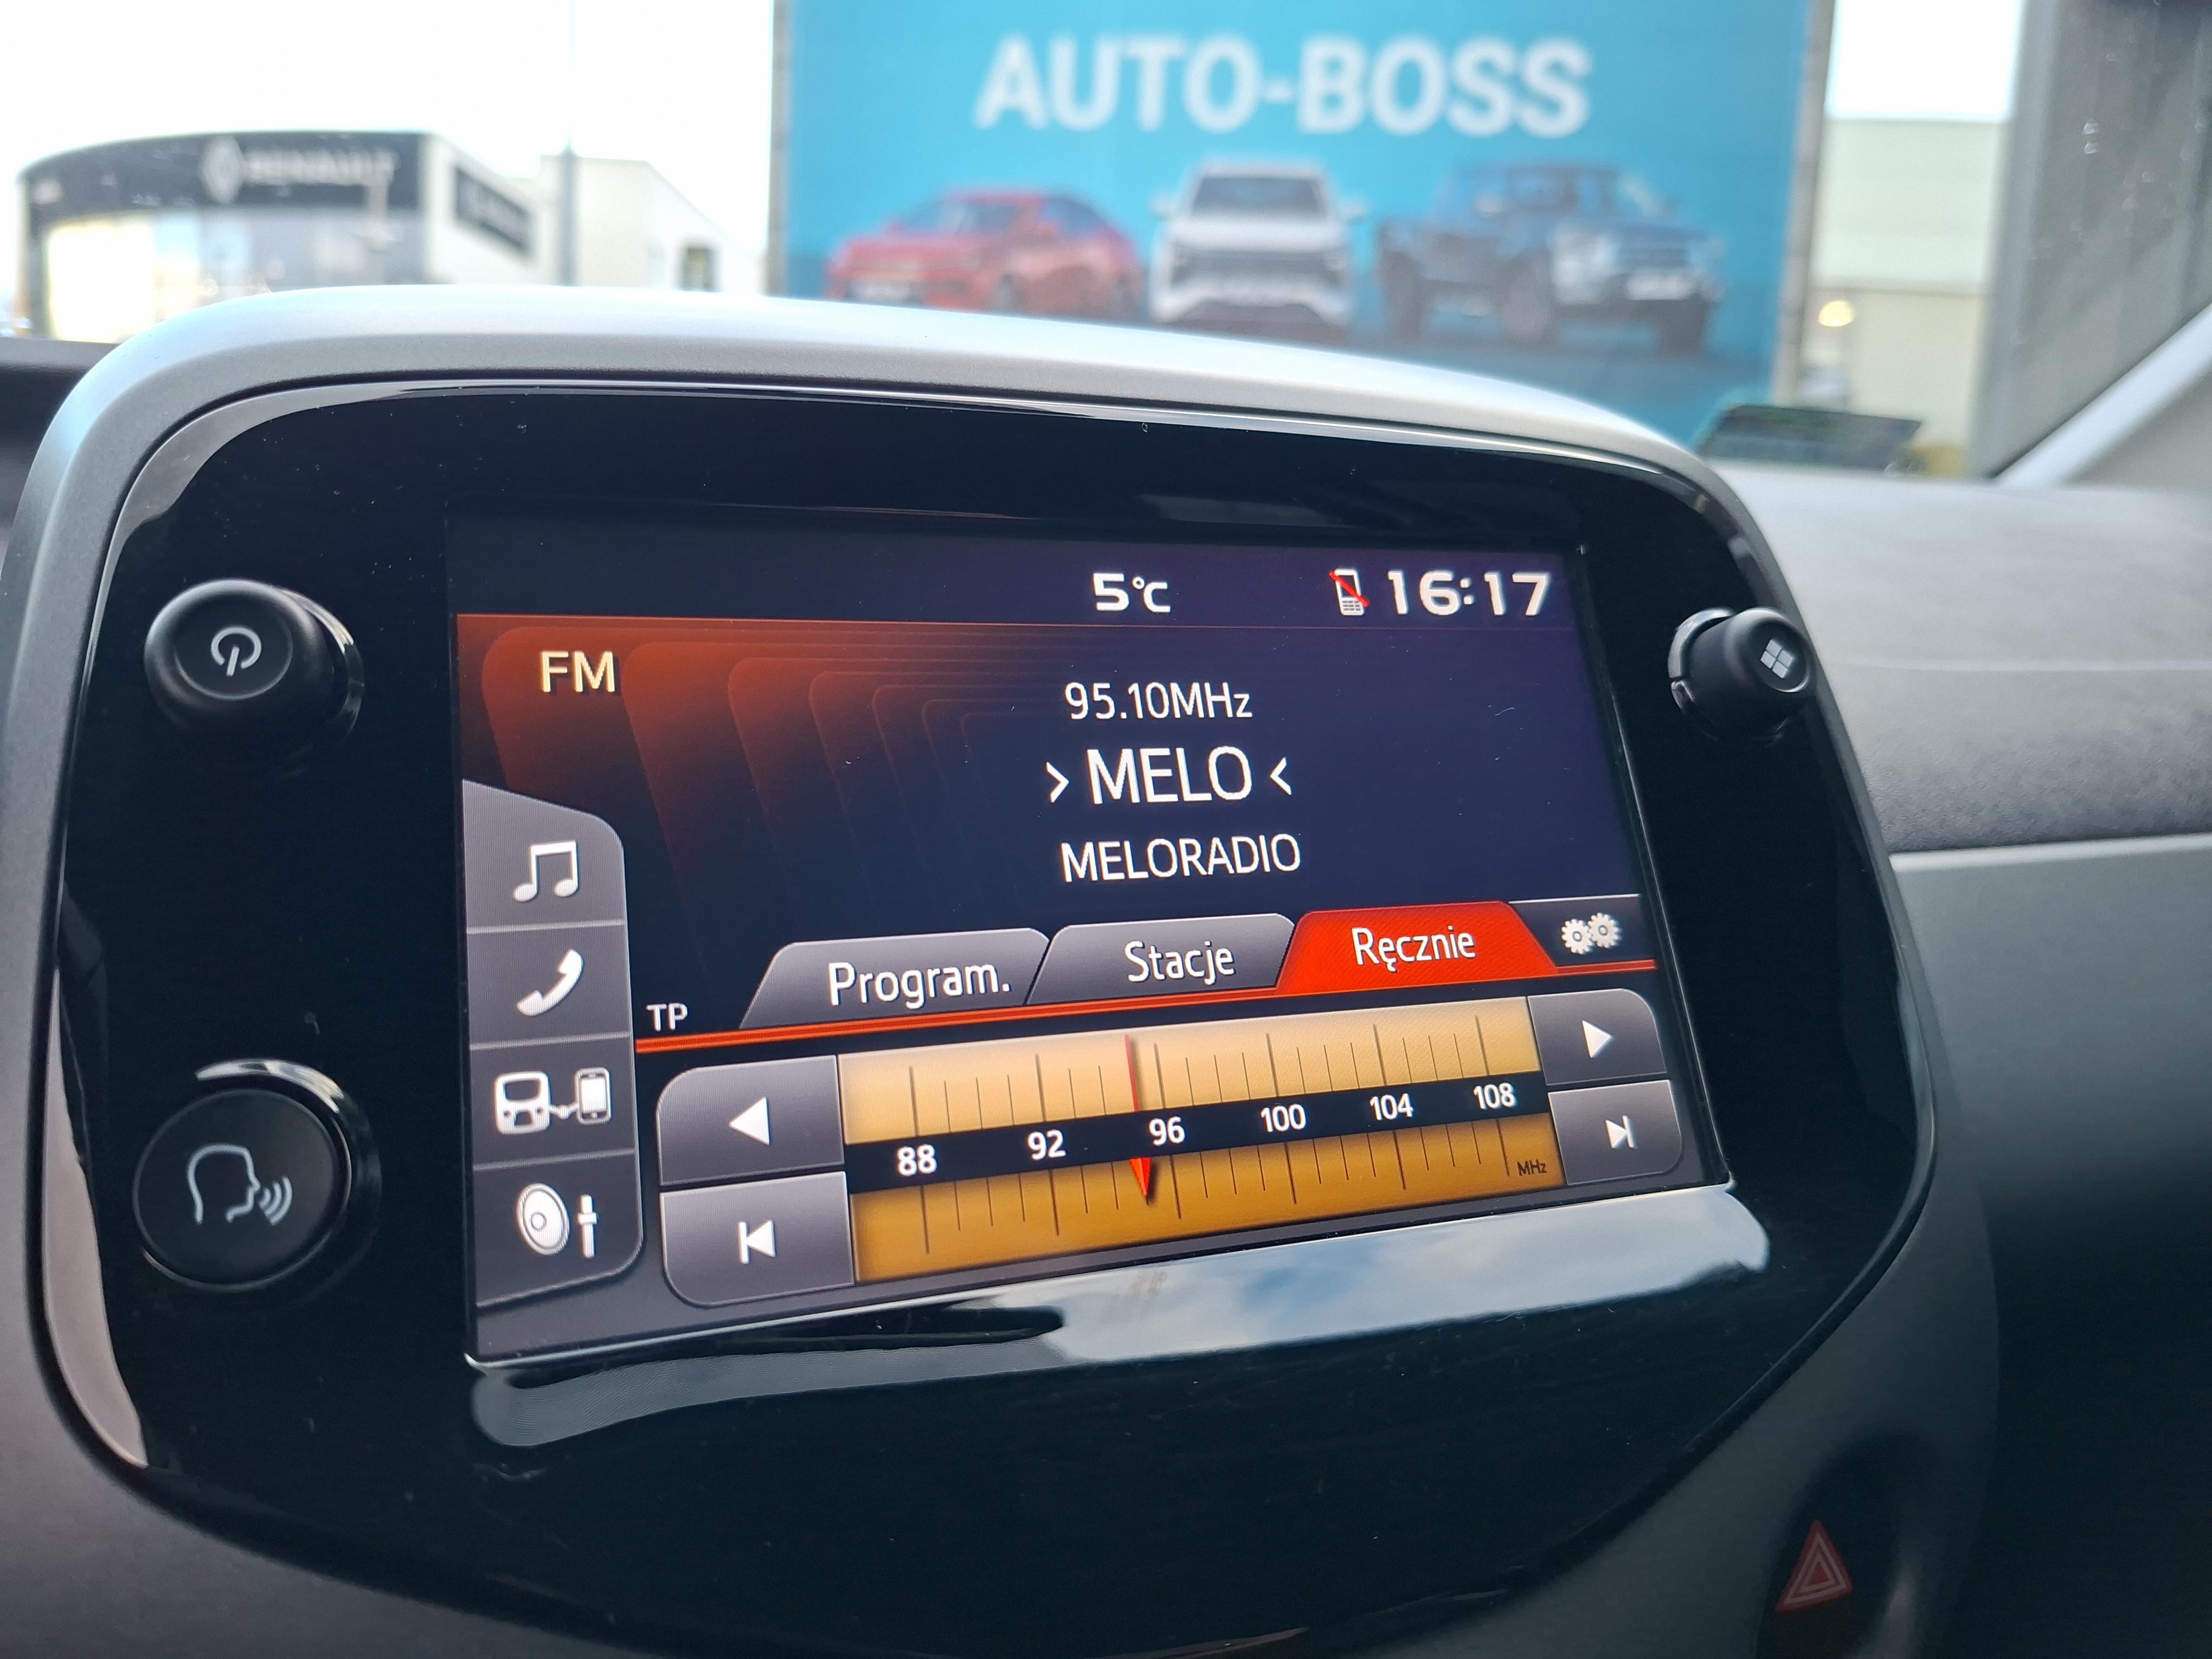 AUTO-BOSS
RENAULT
5°C
16:17
FM
95.10MHz
› MELO ‹
MELORADIO
Program.
Stacje
Ręcznie
TP
88 92 96 100 104 108
MHz